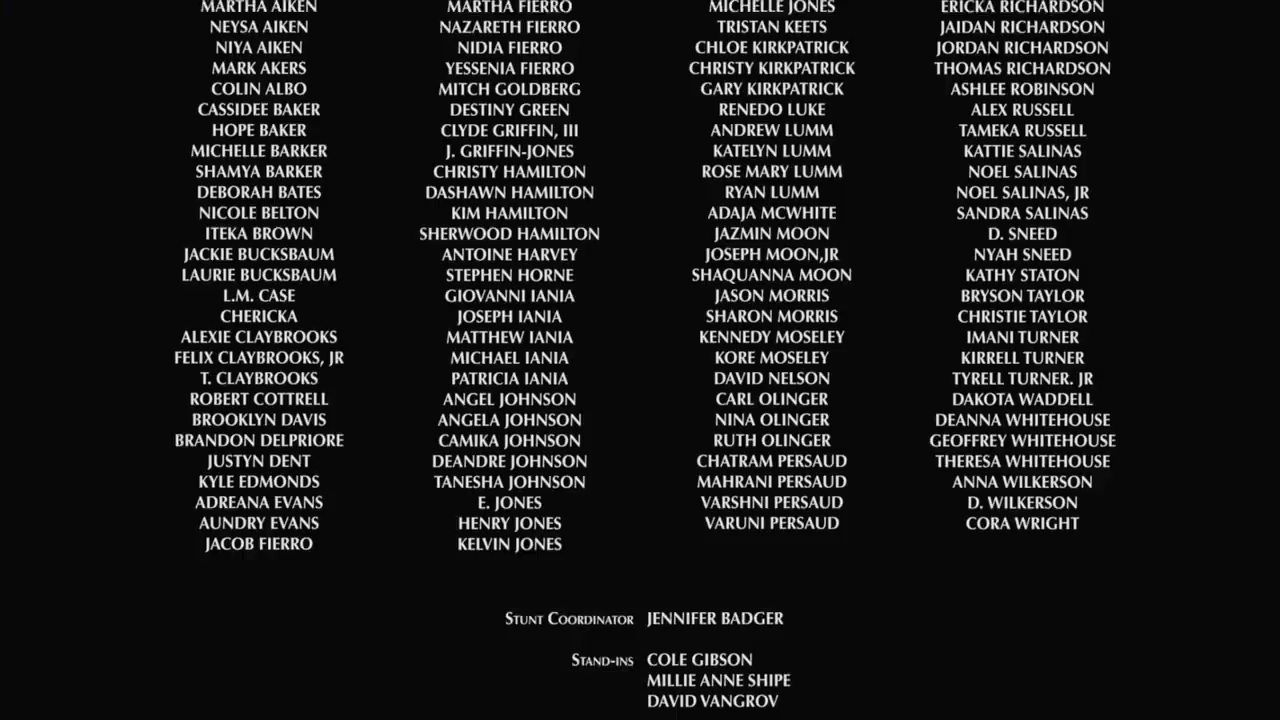 MARTHA AIKEN
NEYSA AIKEN
NIYA AIKEN
MARK AKERS
COLIN ALBO
CASSIDEE BAKER
HOPE BAKER
MICHELLE BARKER
SHAMYA BARKER
DEBORAH BATES
NICOLE BELTON
ITEKA BROWN
JACKIE BUCKSBAUM
LAURIE BUCKSBAUM
L.M. CASE
CHERICKA
ALEXIE CLAYBROOKS
FELIX CLAYBROOKS, JR
T. CLAYBROOKS
ROBERT COTTRELL
BROOKLYN DAVIS
BRANDON DELPRIORE
JUSTYN DENT
KYLE EDMONDS
ADREANA EVANS
AUNDRY EVANS
JACOB FIERRO
MARTHA FIERRO
NAZARETH FIERRO
NIDIA FIERRO
YESSENIA FIERRO
MITCH GOLDBERG
DESTINY GREEN
CLYDE GRIFFIN, III
J. GRIFFIN-JONES
CHRISTY HAMILTON
DASHAWN HAMILTON
KIM HAMILTON
SHERWOOD HAMILTON
ANTOINE HARVEY
STEPHEN HORNE
GIOVANNI IANIA
JOSEPH IANIA
MATTHEW IANIA
MICHAEL IANIA
PATRICIA IANIA
ANGEL JOHNSON
ANGELA JOHNSON
CAMIKA JOHNSON
DEANDRE JOHNSON
TANESHA JOHNSON
E. JONES
HENRY JONES
KELVIN JONES
MICHELLE JONES
TRISTAN KEETS
CHLOE KIRKPATRICK
CHRISTY KIRKPATRICK
GARY KIRKPATRICK
RENEDO LUKE
ANDREW LUMM
KATELYN LUMM
ROSE MARY LUMM
RYAN LUMM
ADAJA MCWHITE
JAZMIN MOON
JOSEPH MOON,JR
SHAQUANNA MOON
JASON MORRIS
SHARON MORRIS
KENNEDY MOSELEY
KORE MOSELEY
DAVID NELSON
CARL OLINGER
NINA OLINGER
RUTH OLINGER
CHATRAM PERSAUD
MAHRANI PERSAUD
VARSHNI PERSAUD
VARUNI PERSAUD
ERICKA RICHARDSON
JAIDAN RICHARDSON
JORDAN RICHARDSON
THOMAS RICHARDSON
ASHLEE ROBINSON
ALEX RUSSELL
TAMEKA RUSSELL
KATTIE SALINAS
NOEL SALINAS
NOEL SALINAS, JR
SANDRA SALINAS
D. SNEED
NYAH SNEED
KATHY STATON
BRYSON TAYLOR
CHRISTIE TAYLOR
IMANI TURNER
KIRRELL TURNER
TYRELL TURNER. JR
DAKOTA WADDELL
DEANNA WHITEHOUSE
GEOFFREY WHITEHOUSE
THERESA WHITEHOUSE
ANNA WILKERSON
D. WILKERSON
CORA WRIGHT
STUNT COORDINATOR JENNIFER BADGER
STAND-INS COLE GIBSON
MILLIE ANNE SHIPE
DAVID VANGROV